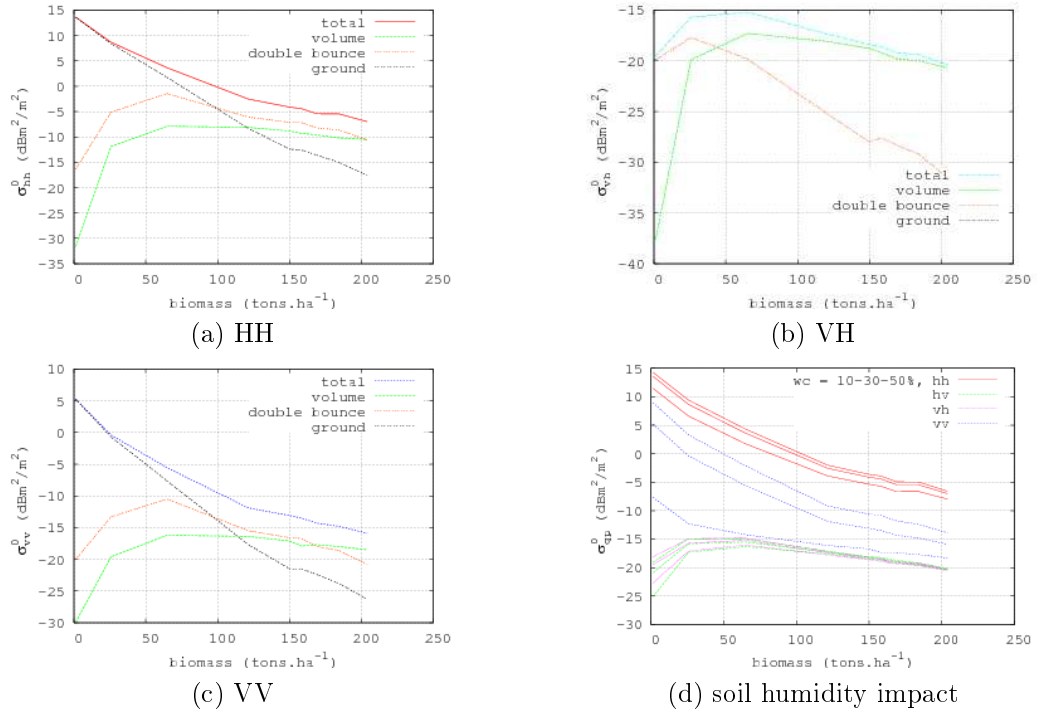 15
10
5
0
-5
-10
-15
-20
-25
-30
-35
σ⁰hh (dBm²/m²)
total
volume
double bounce
ground
0 50 100 150 200 250
biomass (tons.ha⁻¹)
(a) HH
-20
-25
-30
-35
-40
σ⁰vh (dBm²/m²)
total
volume
double bounce
ground
0 50 100 150 200 250
biomass (tons.ha⁻¹)
(b) VH
10
5
0
-5
-10
-15
-20
-25
-30
σ⁰vv (dBm²/m²)
total
volume
double bounce
ground
0 50 100 150 200 250
biomass (tons.ha⁻¹)
(c) VV
15
10
5
0
-5
-10
-15
-20
-25
-30
σ⁰qp (dBm²/m²)
wc = 10-30-50%, hh
hv
vh
vv
0 50 100 150 200 250
biomass (tons.ha⁻¹)
(d) soil humidity impact